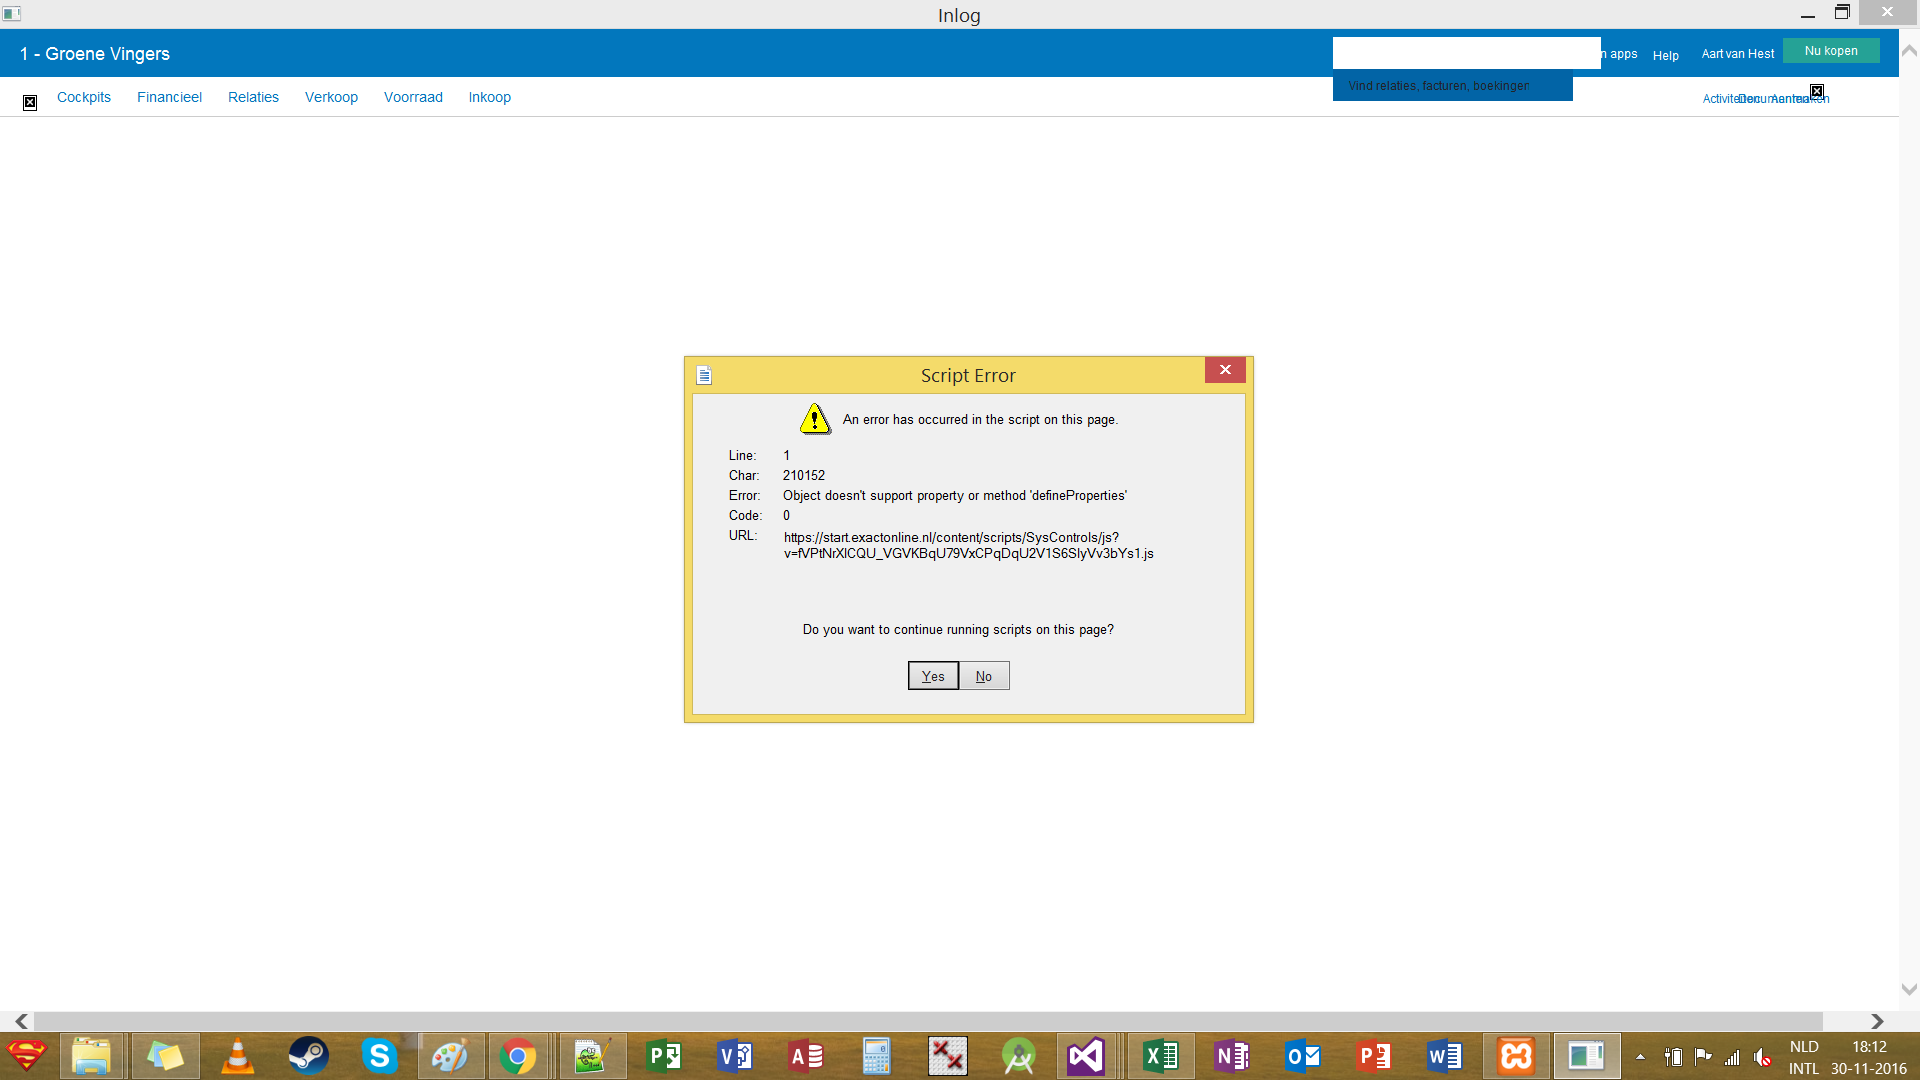 Inlog
1 - Groene Vingers
n apps
Help
Aart van Hest
Nu kopen
Vind relaties, facturen, boekingen
Cockpits
Financieel
Relaties
Verkoop
Voorraad
Inkoop
Script Error
An error has occurred in the script on this page.
Line: 1
Char: 210152
Error: Object doesn't support property or method 'defineProperties'
Code: 0
URL: https://start.exactonline.nl/content/scripts/SysControls/js?
v=fVPtNrXlCQU_VGVKBqU79VxCPqDqU2V1S6SlyVv3bYs1.js
Do you want to continue running scripts on this page?
Yes
No
NLD
INTL
18:12
30-11-2016